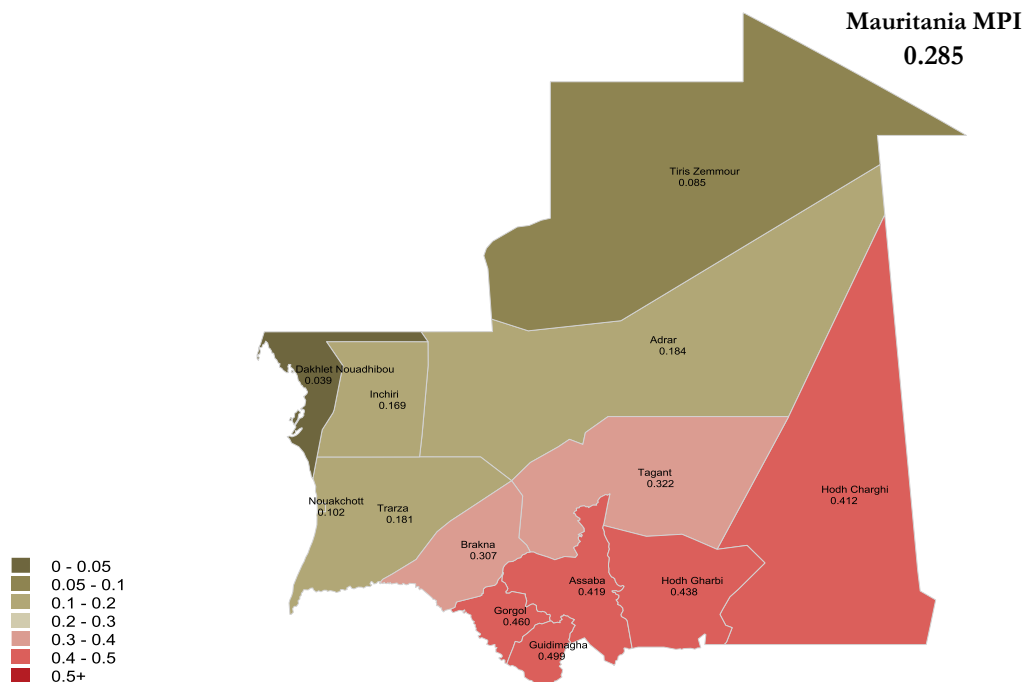 Mauritania MPI
0.285
Tiris Zemmour
0.085
Adrar
0.184
Dakhlet Nouadhibou
0.039
Inchiri
0.169
Tagant
0.322
Hodh Charghi
0.412
Nouakchott
0.102
Trarza
0.181
Brakna
0.307
Assaba
0.419
Hodh Gharbi
0.438
Gorgol
0.460
Guidimagha
0.499
0 - 0.05
0.05 - 0.1
0.1 - 0.2
0.2 - 0.3
0.3 - 0.4
0.4 - 0.5
0.5+